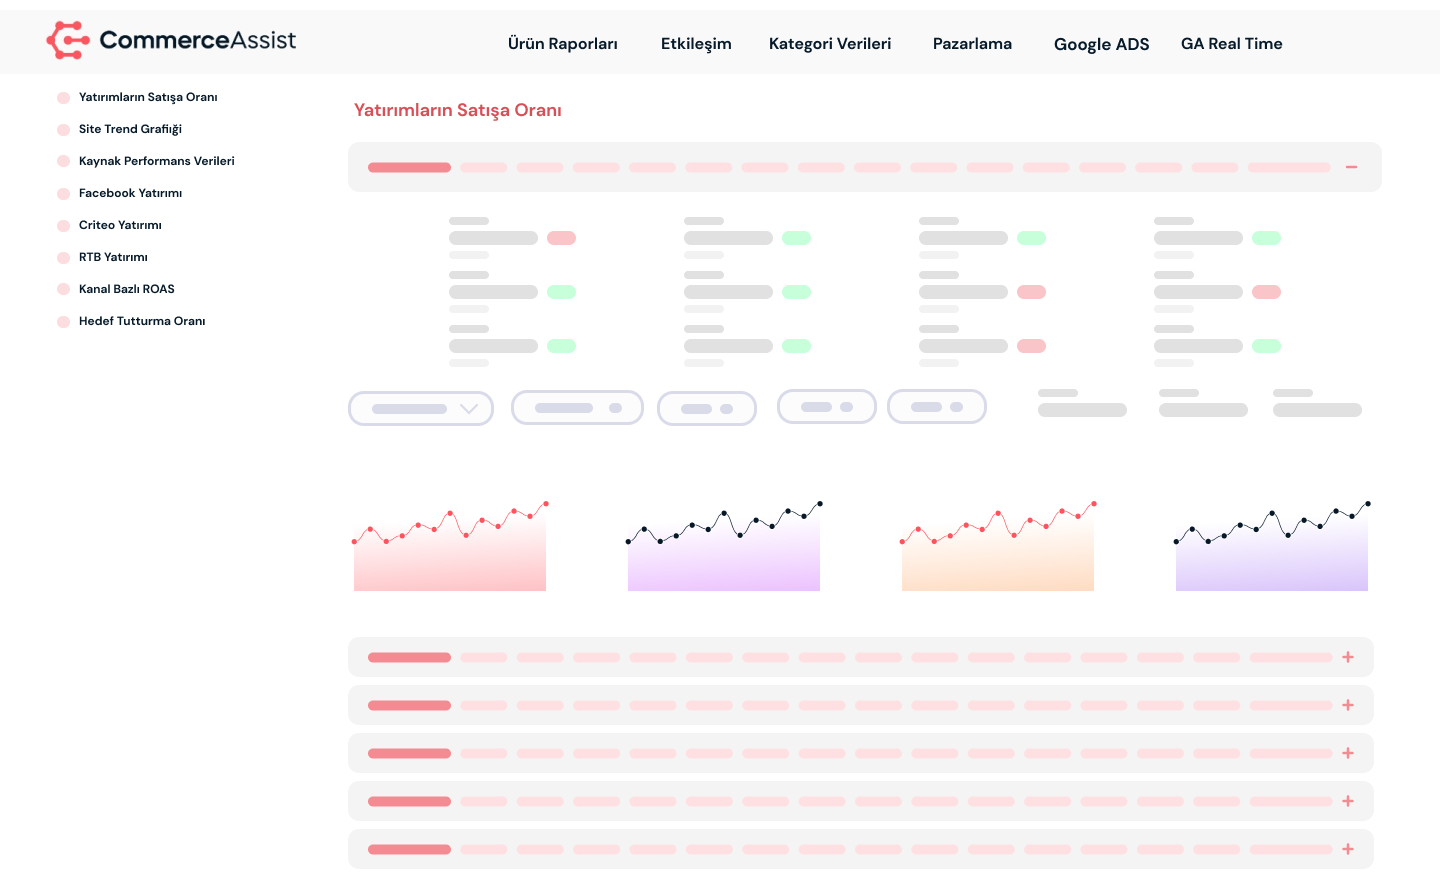 CommerceAssist
Ürün Raporları
Etkileşim
Kategori Verileri
Pazarlama
Google ADS
GA Real Time
Yatırımların Satışa Oranı
Site Trend Grafiiği
Kaynak Performans Verileri
Facebook Yatırımı
Criteo Yatırımı
RTB Yatırımı
Kanal Bazlı ROAS
Hedef Tutturma Oranı
Yatırımların Satışa Oranı